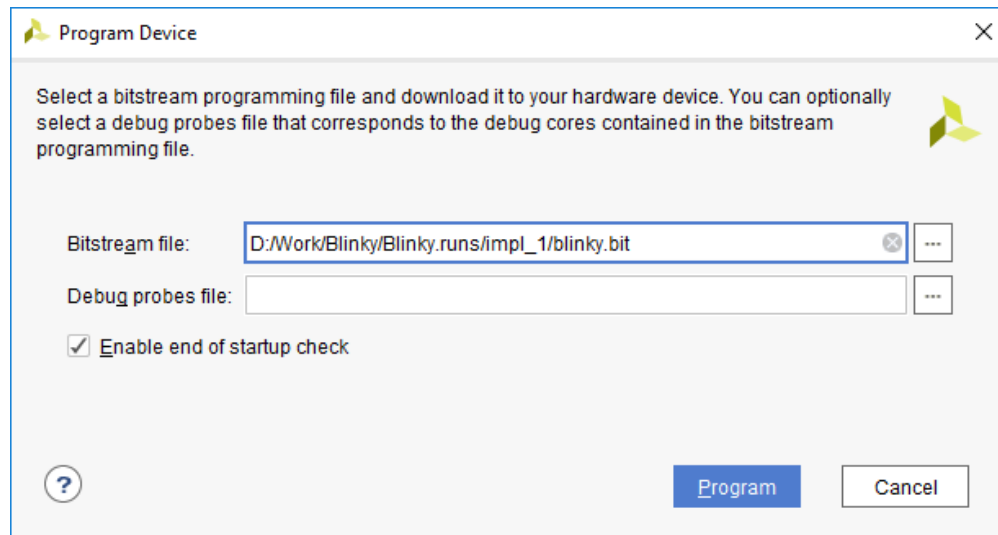 Program Device
Select a bitstream programming file and download it to your hardware device. You can optionally
select a debug probes file that corresponds to the debug cores contained in the bitstream
programming file.
Bitstream file: D:/Work/Blinky/Blinky.runs/impl_1/blinky.bit ...
Debug probes file: ...
Enable end of startup check
? Program Cancel